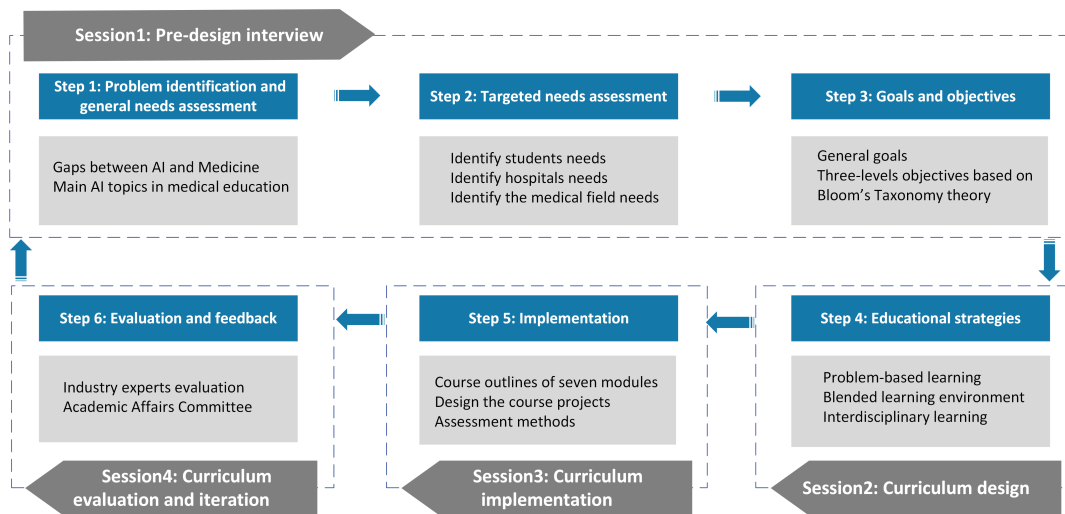 Session1: Pre-design interview
Step 1: Problem identification and
general needs assessment
Gaps between AI and Medicine
Main AI topics in medical education
Step 2: Targeted needs assessment
Identify students needs
Identify hospitals needs
Identify the medical field needs
Step 3: Goals and objectives
General goals
Three-levels objectives based on
Bloom's Taxonomy theory
Step 4: Educational strategies
Problem-based learning
Blended learning environment
Interdisciplinary learning
Session2: Curriculum design
Step 5: Implementation
Course outlines of seven modules
Design the course projects
Assessment methods
Session3: Curriculum
implementation
Step 6: Evaluation and feedback
Industry experts evaluation
Academic Affairs Committee
Session4: Curriculum
evaluation and iteration